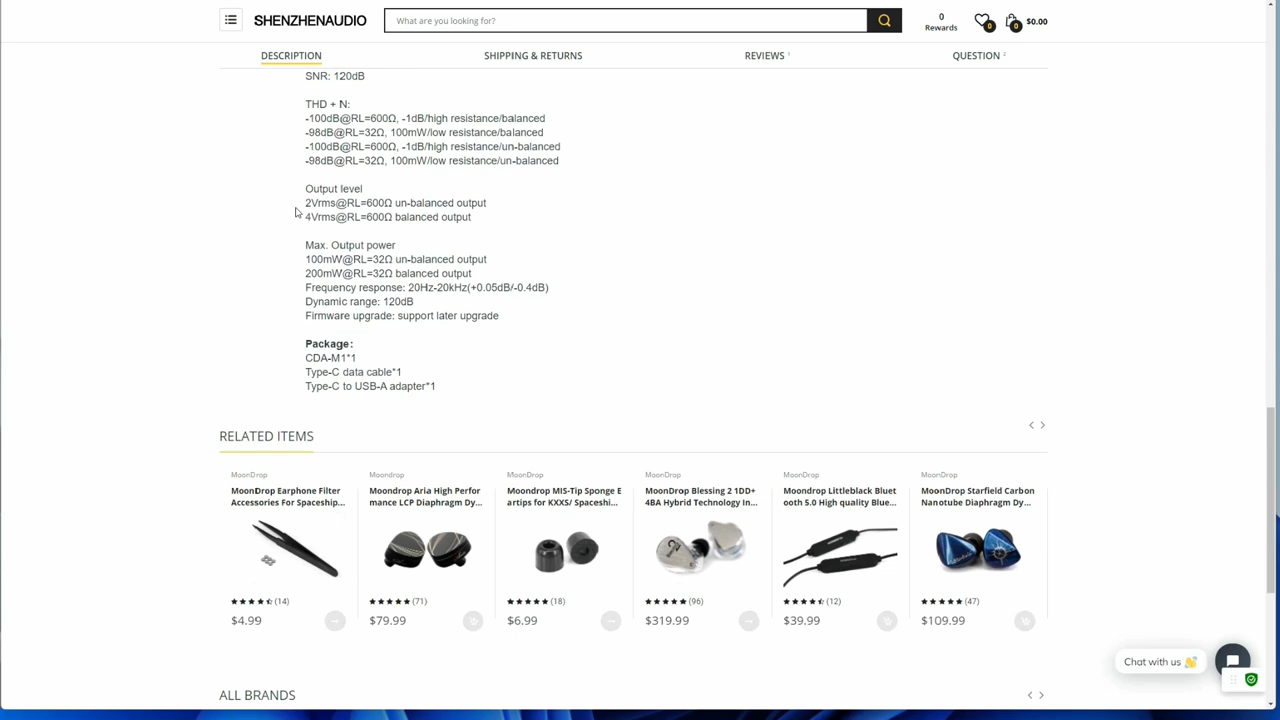 SHENZHENAUDIO
What are you looking for?
0
Rewards
0
0
$0.00
DESCRIPTION
SHIPPING & RETURNS
REVIEWS 1
QUESTION 2
SNR: 120dB
THD + N:
-100dB@RL=600Ω, -1dB/high resistance/balanced
-98dB@RL=32Ω, 100mW/low resistance/balanced
-100dB@RL=600Ω, -1dB/high resistance/un-balanced
-98dB@RL=32Ω, 100mW/low resistance/un-balanced
Output level
2Vrms@RL=600Ω un-balanced output
4Vrms@RL=600Ω balanced output
Max. Output power
100mW@RL=32Ω un-balanced output
200mW@RL=32Ω balanced output
Frequency response: 20Hz-20kHz(+0.05dB/-0.4dB)
Dynamic range: 120dB
Firmware upgrade: support later upgrade
Package:
CDA-M1*1
Type-C data cable*1
Type-C to USB-A adapter*1
RELATED ITEMS
MoonDrop
MoonDrop Earphone Filter
Accessories For Spaceship...
(14)
$4.99
Moondrop
Moondrop Aria High Perfor
mance LCP Diaphragm Dy...
(71)
$79.99
MoonDrop
MoonDrop MIS-Tip Sponge E
artips for KXXS/ Spaceshi...
(18)
$6.99
MoonDrop
MoonDrop Blessing 2 1DD+
4BA Hybrid Technology In...
(96)
$319.99
MoonDrop
Moondrop Littleblack Bluet
ooth 5.0 High quality Blue...
(12)
$39.99
MoonDrop
MoonDrop Starfield Carbon
Nanotube Diaphragm Dy...
(47)
$109.99
Chat with us 👋
ALL BRANDS